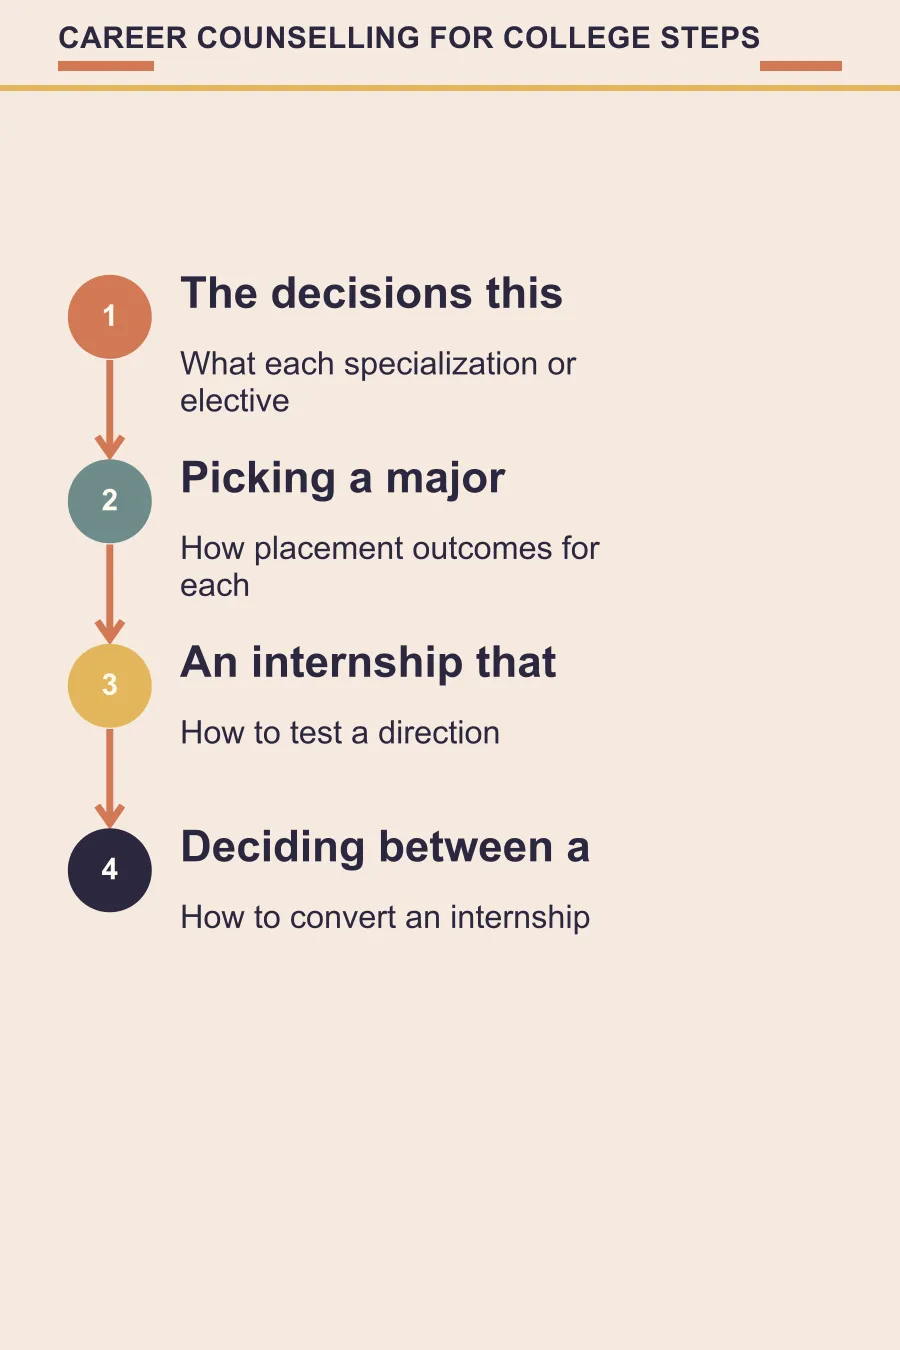 CAREER COUNSELLING FOR COLLEGE STEPS
1
The decisions this
What each specialization or
elective
2
Picking a major
How placement outcomes for
each
3
An internship that
How to test a direction
4
Deciding between a
How to convert an internship